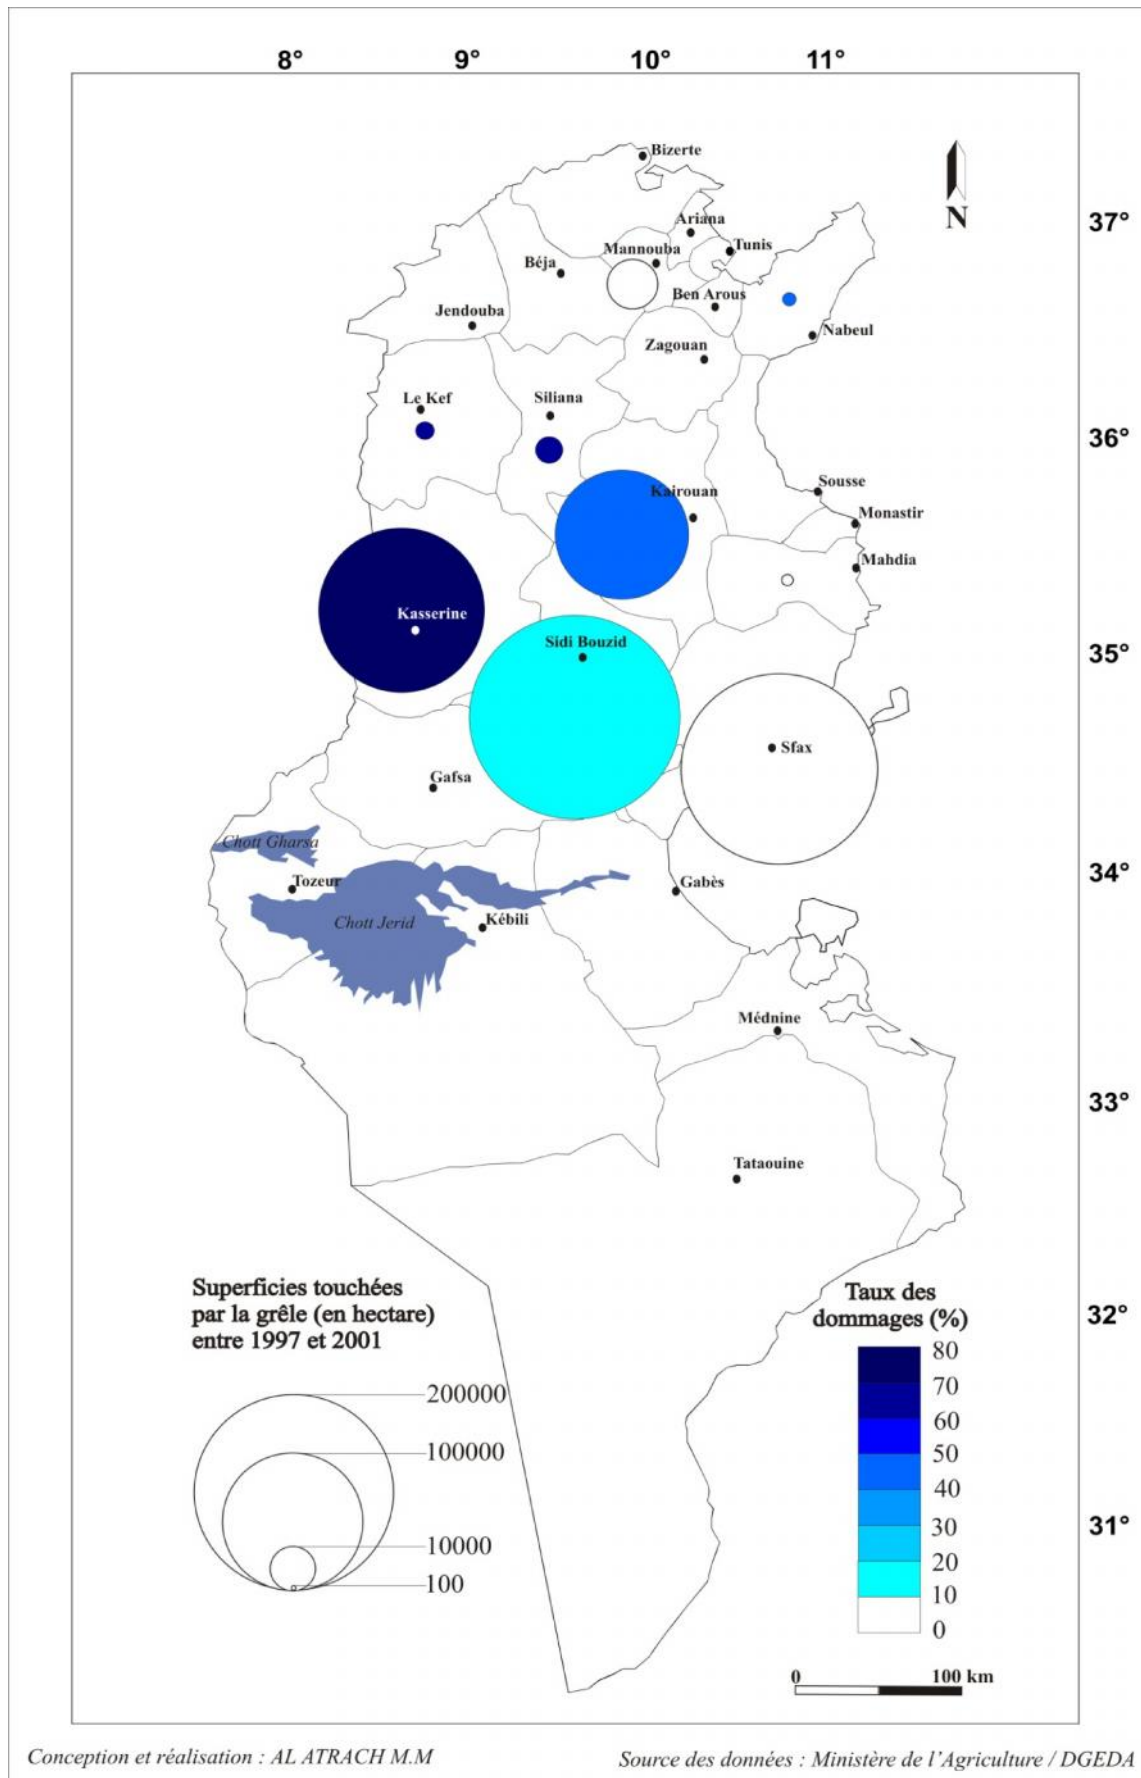 8° 9° 10° 11°
Bizerte
N
Ariana
37°
Mannouba
Tunis
Béja
Ben Arous
Jendouba
Nabeul
Zagouan
Le Kef
Siliana
36°
Sousse
Kairouan
Monastir
Mahdia
Kasserine
Sidi Bouzid
35°
Sfax
Gafsa
Chott Gharsa
34°
Tozeur
Gabès
Chott Jerid
Kébili
Médnine
33°
Tataouine
Superficies touchées
par la grêle (en hectare)
entre 1997 et 2001
200000
100000
10000
100
32°
Taux des
dommages (%)
80
70
60
50
40
30
20
10
0
31°
0 100 km
Conception et réalisation : AL ATRACH M.M
Source des données : Ministère de l'Agriculture / DGEDA